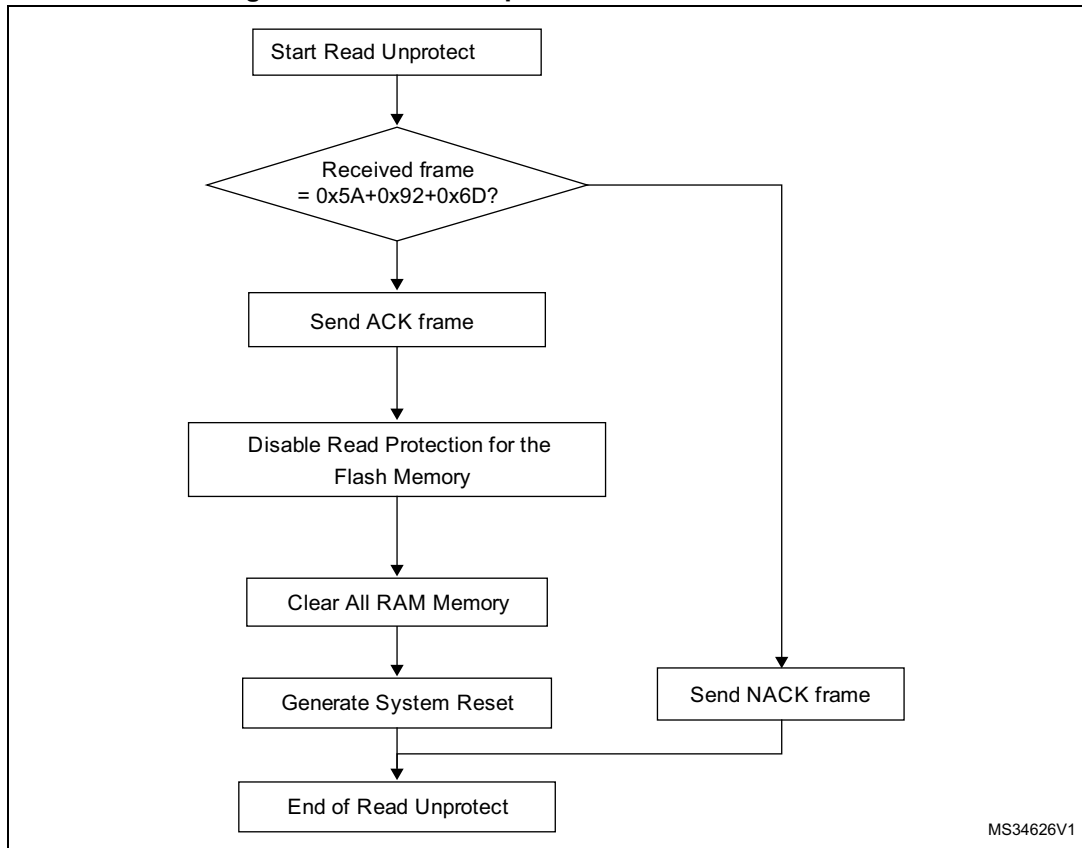 Start Read Unprotect
Received frame
= 0x5A+0x92+0x6D?
Send ACK frame
Disable Read Protection for the
Flash Memory
Clear All RAM Memory
Generate System Reset
Send NACK frame
End of Read Unprotect
MS34626V1